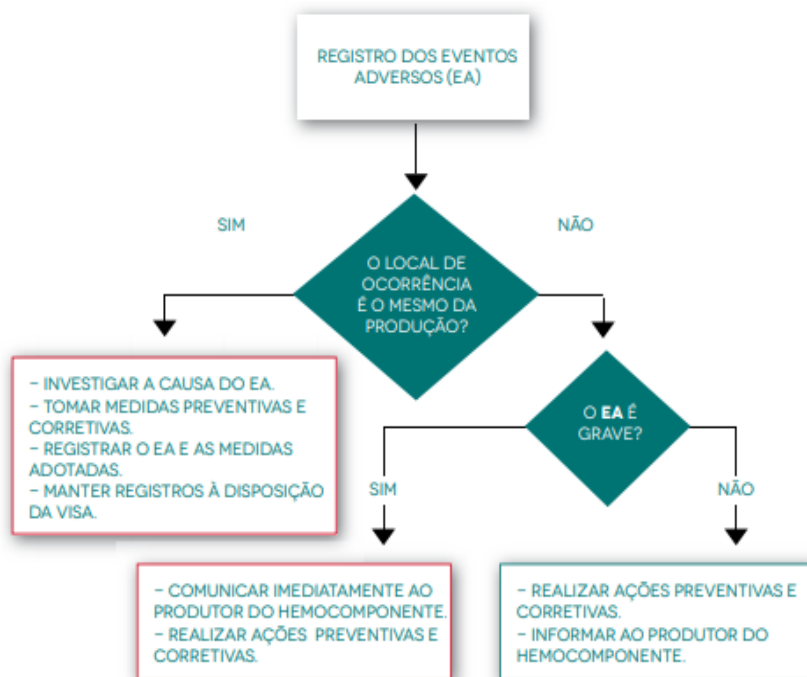 REGISTRO DOS EVENTOS
ADVERSOS (EA)
SIM
NÃO
O LOCAL DE
OCORRÊNCIA
É O MESMO DA
PRODUÇÃO?
– INVESTIGAR A CAUSA DO EA.
– TOMAR MEDIDAS PREVENTIVAS E
CORRETIVAS.
– REGISTRAR O EA E AS MEDIDAS
ADOTADAS.
– MANTER REGISTROS À DISPOSIÇÃO
DA VISA.
O EA É
GRAVE?
SIM
NÃO
– COMUNICAR IMEDIATAMENTE AO
PRODUTOR DO HEMOCOMPONENTE.
– REALIZAR AÇÕES PREVENTIVAS E
CORRETIVAS.
– REALIZAR AÇÕES PREVENTIVAS E
CORRETIVAS.
– INFORMAR AO PRODUTOR DO
HEMOCOMPONENTE.